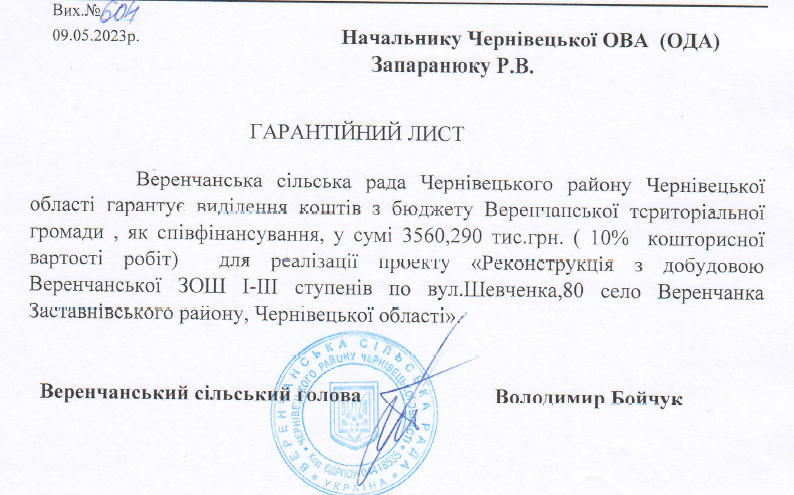 Вих.№ 604
09.05.2023р.
Начальнику Чернівецької ОВА (ОДА)
Запаранюку Р.В.
ГАРАНТІЙНИЙ ЛИСТ
Веренчанська сільська рада Чернівецького району Чернівецької
області гарантує виділення коштів з бюджету Веренчанської територіальної
громади , як співфінансування, у сумі 3560,290 тис.грн. ( 10% кошторисної
вартості робіт) для реалізації проекту «Реконструкція з добудовою
Веренчанської ЗОШ І-ІІІ ступенів по вул.Шевченка,80 село Веренчанка
Заставнівського району, Чернівецької області».
Веренчанський сільський голова Володимир Бойчук
ВЕРЕНЧАНСЬКА СІЛЬСЬКА РАДА
ЧЕРНІВЕЦЬКОГО РАЙОНУ ЧЕРНІВЕЦЬКОЇ ОБЛАСТІ
Код ЄДРПОУ 04418535
УКРАЇНА